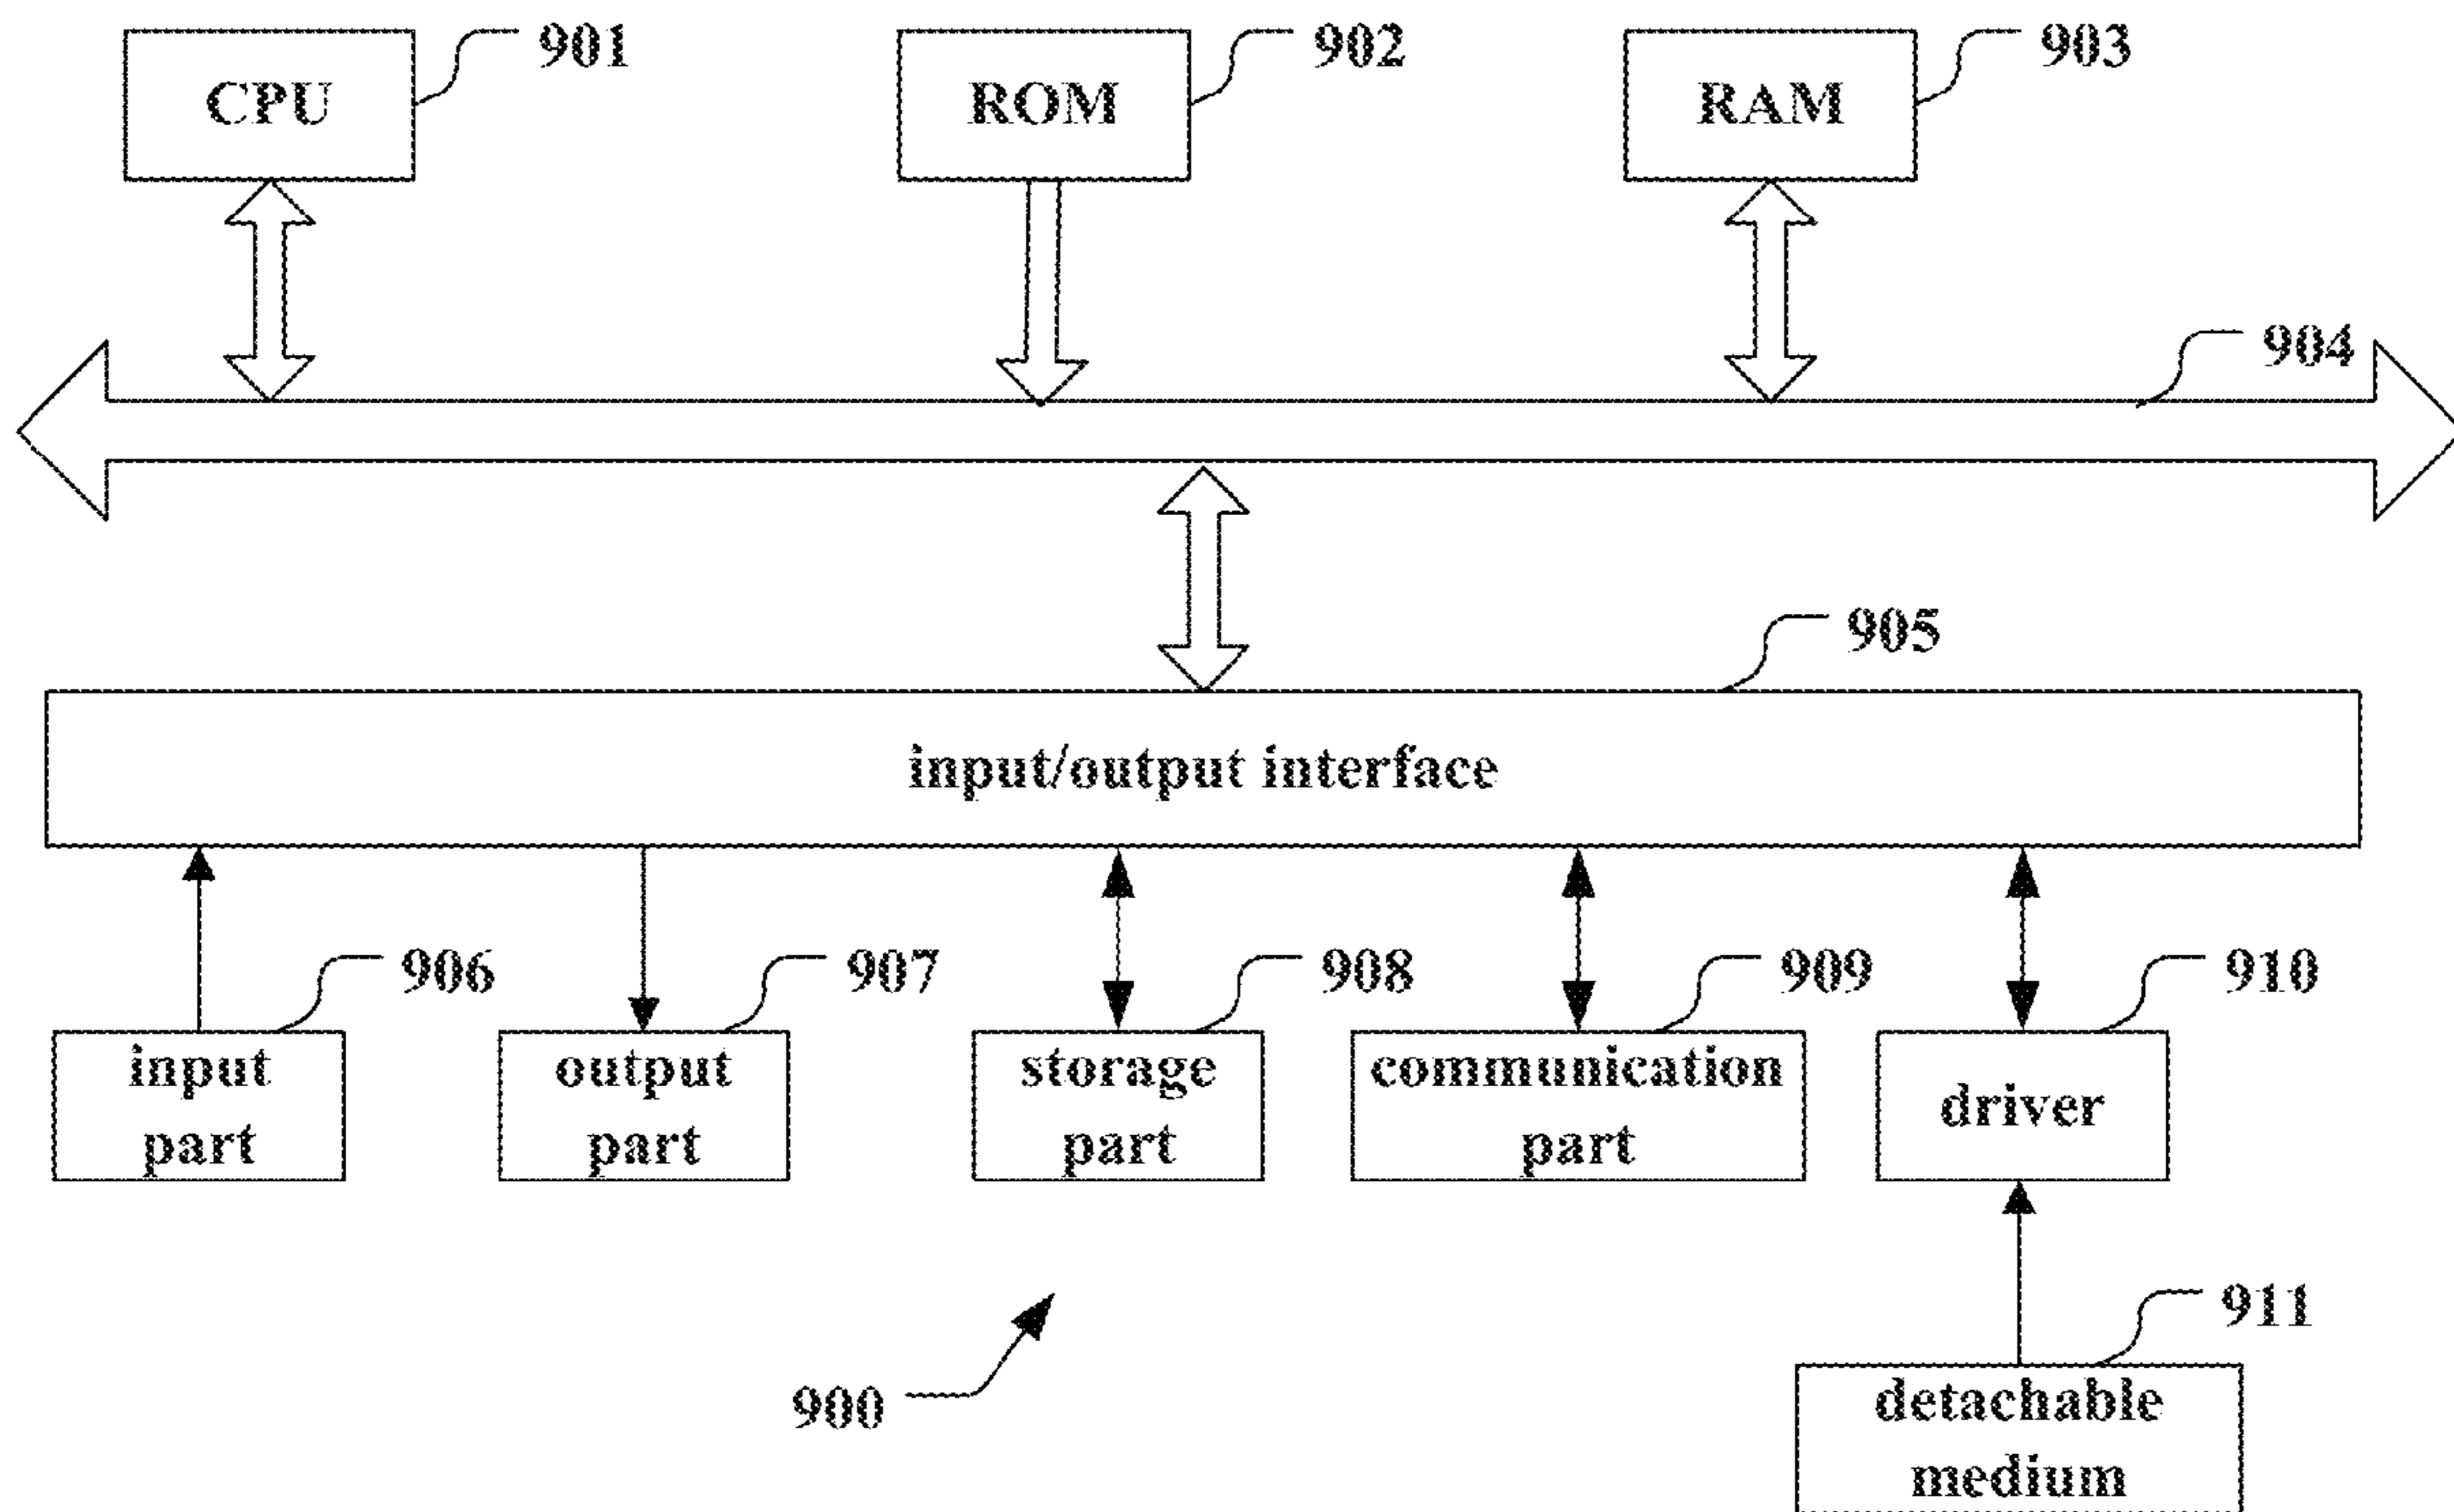 CPU
901
ROM
902
RAM
903
904
905
input/output interface
906
907
908
909
910
input
part
output
part
storage
part
communication
part
driver
911
900
detachable
medium